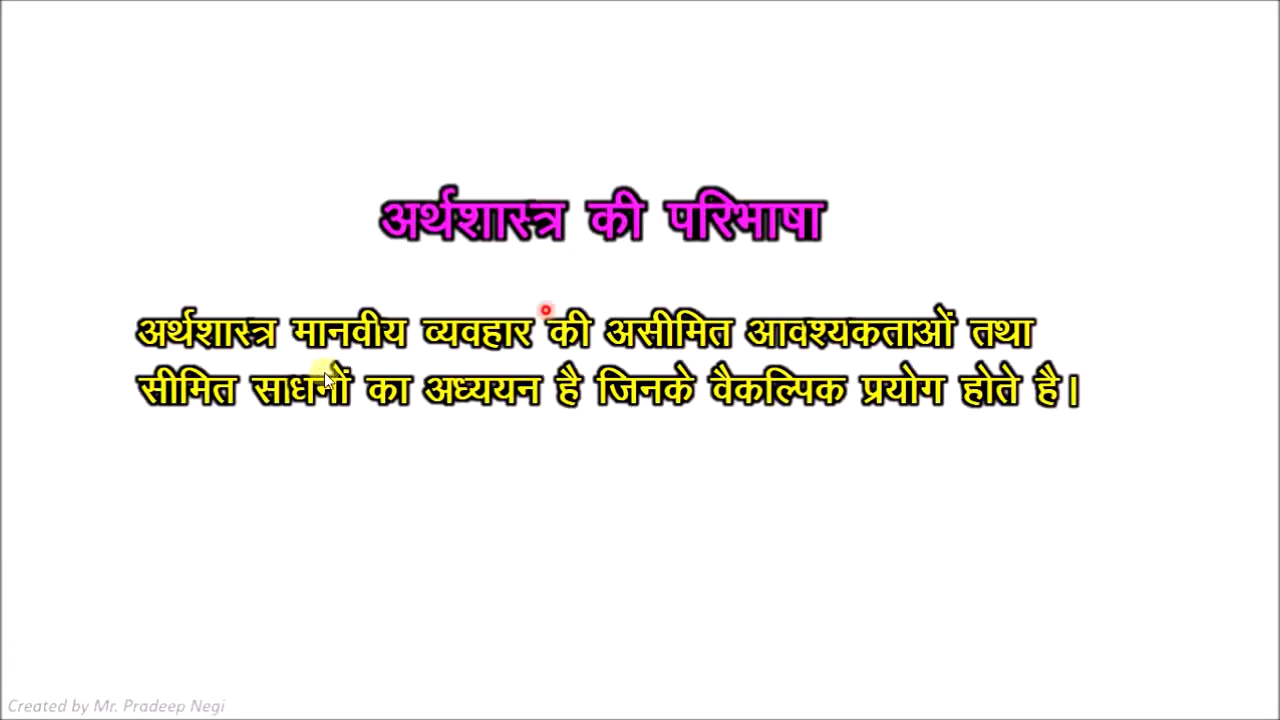 अर्थशास्त्र की परिभाषा
अर्थशास्त्र मानवीय व्यवहार की असीमित आवश्यकताओं तथा
सीमित साधनों का अध्ययन है जिनके वैकल्पिक प्रयोग होते है।
Created by Mr. Pradeep Negi